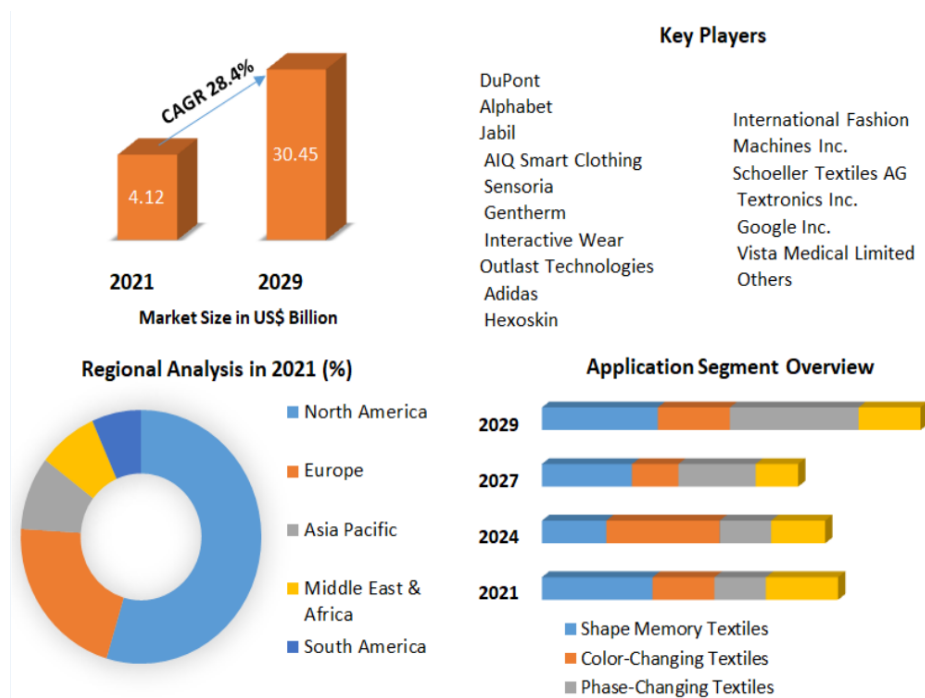 CAGR 28.4%
4.12
30.45
2021
2029
Market Size in US$ Billion
Key Players
DuPont
Alphabet
Jabil
AIQ Smart Clothing
Sensoria
Gentherm
Interactive Wear
Outlast Technologies
Adidas
Hexoskin
International Fashion
Machines Inc.
Schoeller Textiles AG
Textronics Inc.
Google Inc.
Vista Medical Limited
Others
Regional Analysis in 2021 (%)
North America
Europe
Asia Pacific
Middle East &
Africa
South America
Application Segment Overview
2029
2027
2024
2021
Shape Memory Textiles
Color-Changing Textiles
Phase-Changing Textiles